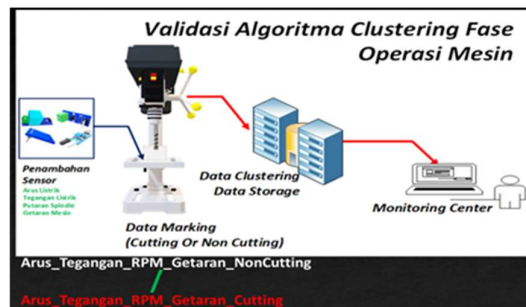 Validasi Algoritma Clustering Fase
Operasi Mesin
Penambahan
Sensor
Arus Listrik
Tegangan Listrik
Putaran Spindle
Getaran Mesin
Data Clustering
Data Storage
Monitoring Center
Data Marking
(Cutting Or Non Cutting)
Arus_Tegangan_RPM_Getaran_NonCutting
Arus_Tegangan_RPM_Getaran_Cutting